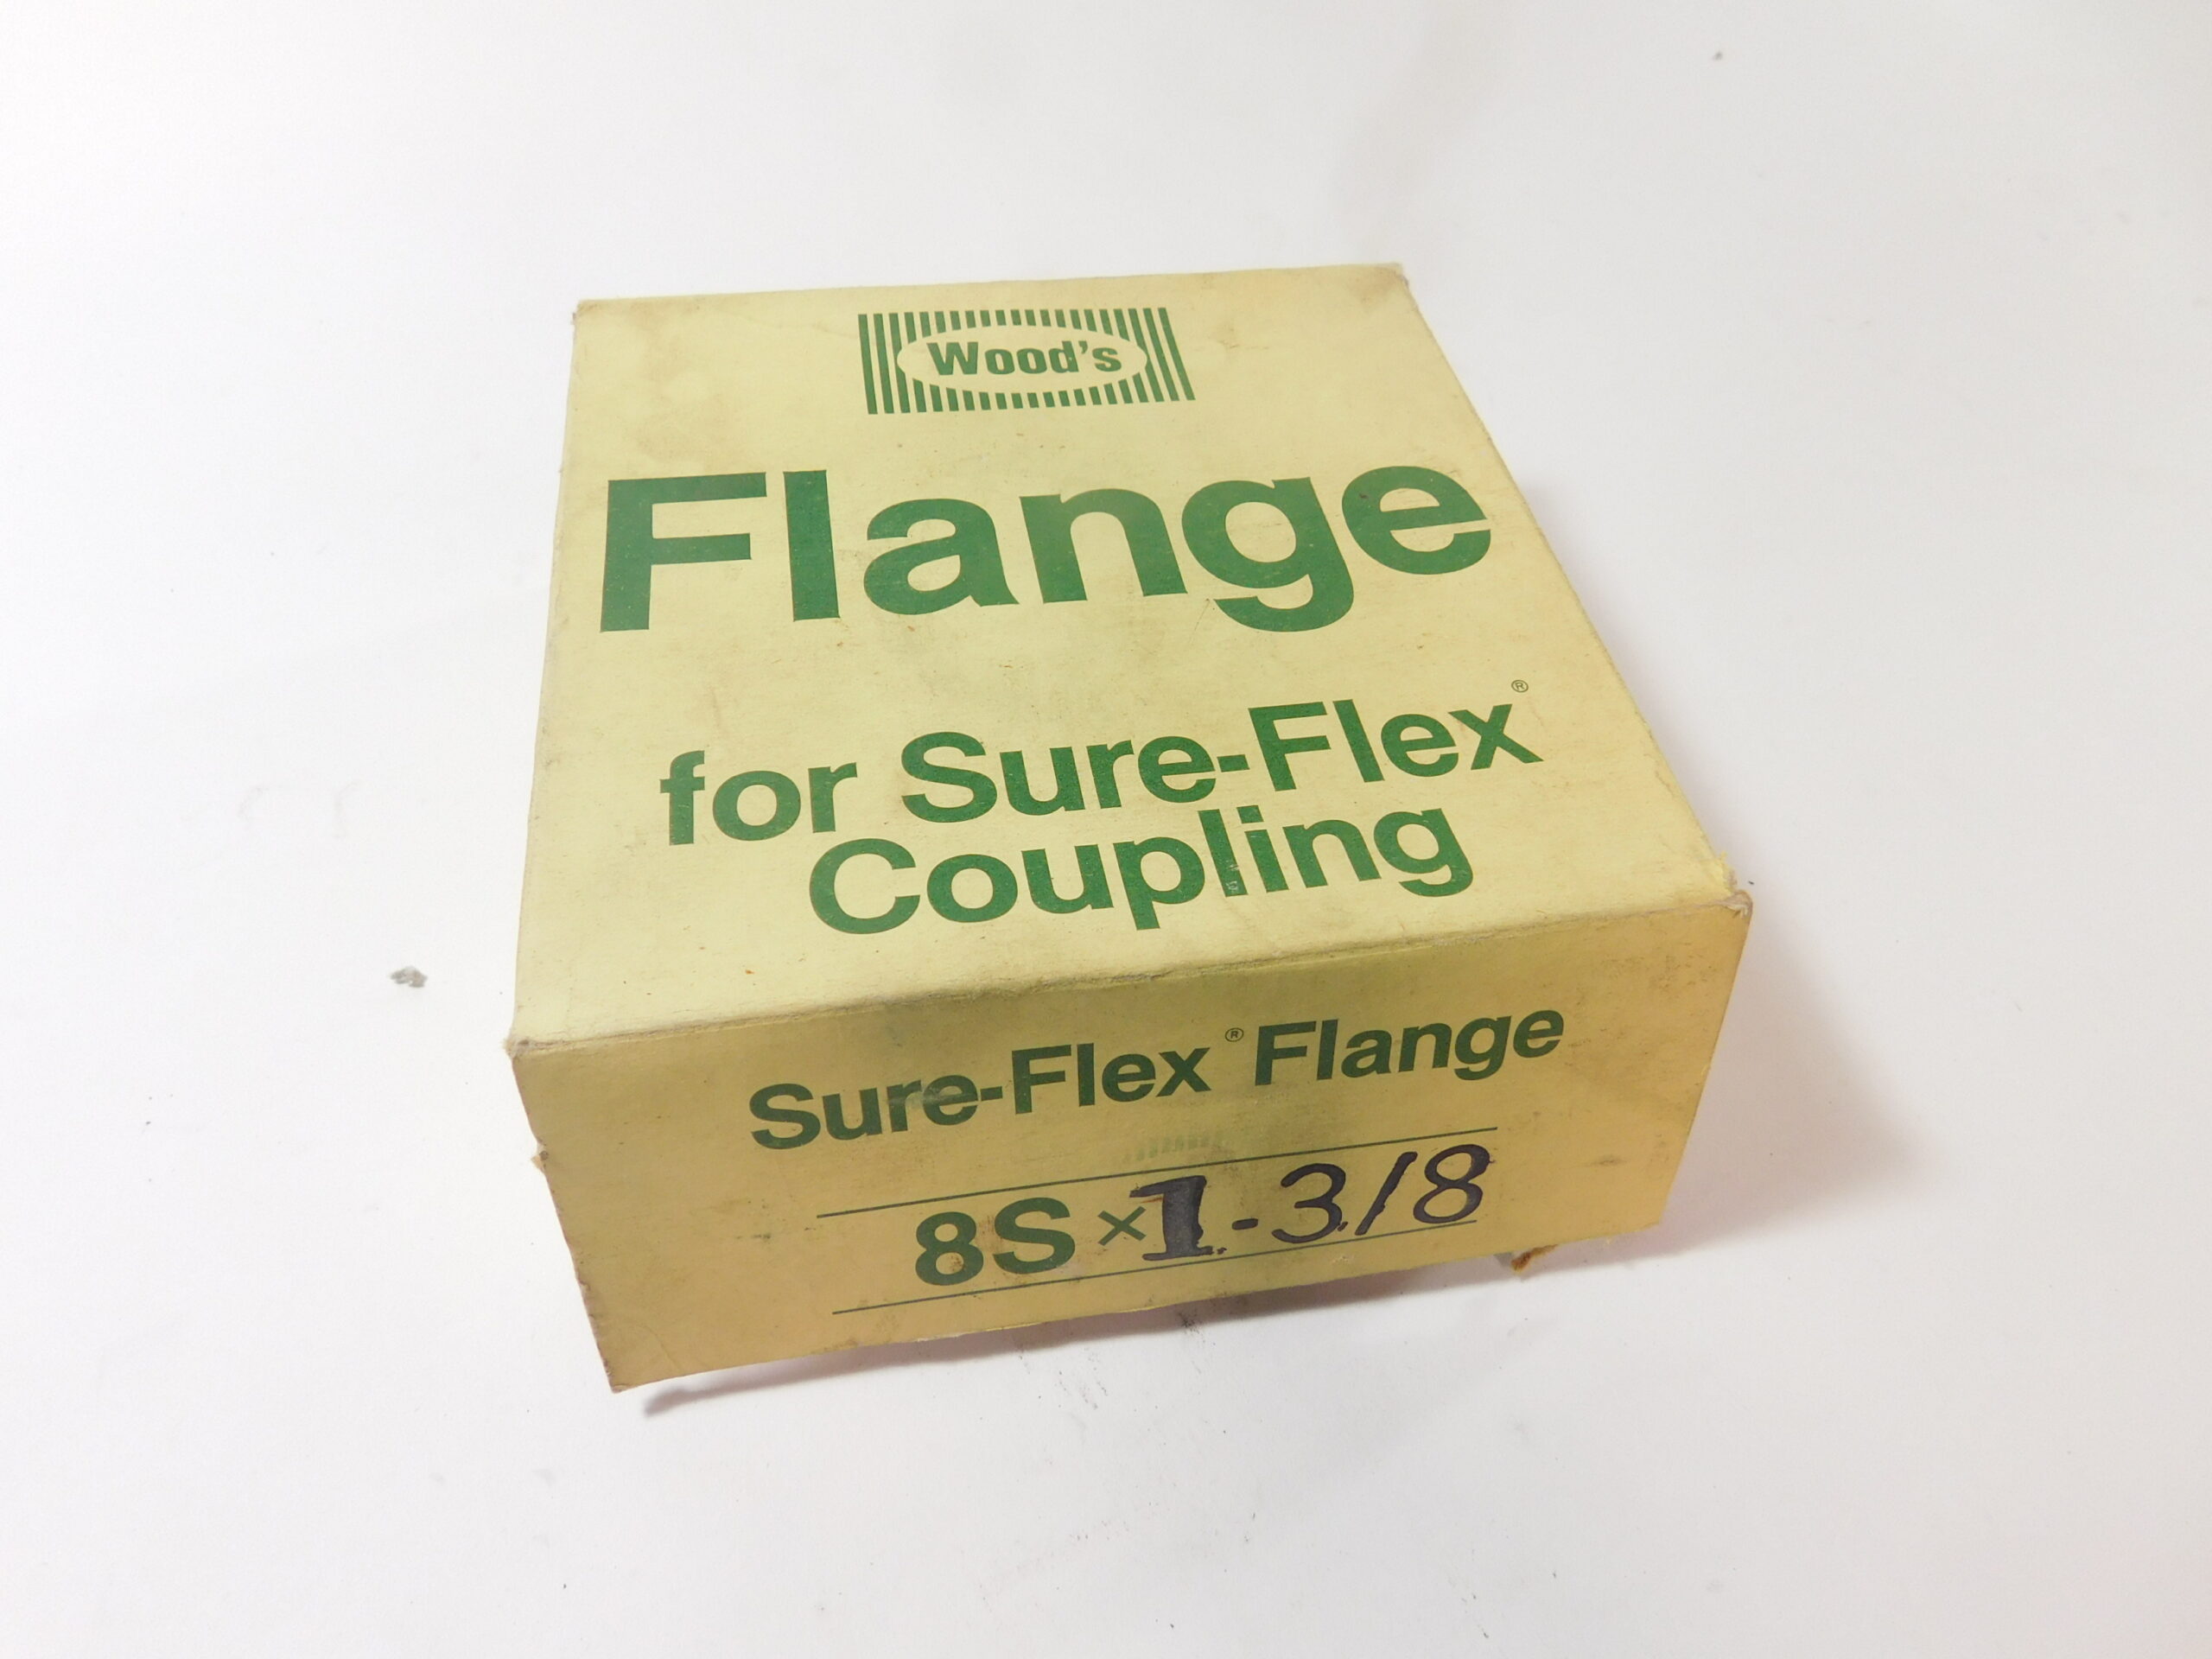 Wood's
Flange
for Sure-Flex®
Coupling
Sure-Flex® Flange
8S x 1-3/8